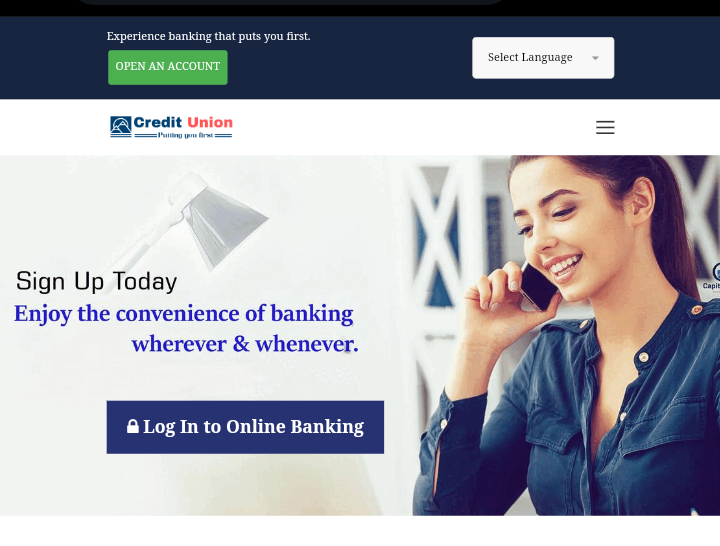 Experience banking that puts you first.
OPEN AN ACCOUNT
Select Language
Credit Union
Putting you first
Sign Up Today
Enjoy the convenience of banking
wherever & whenever.
Log In to Online Banking